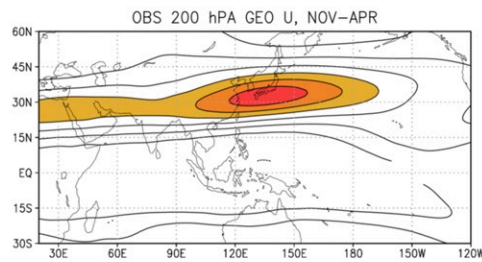 OBS 200 hPA GEO U, NOV-APR
60N
45N
30N
15N
EQ
15S
30S
30E 60E 90E 120E 150E 180 150W 120W